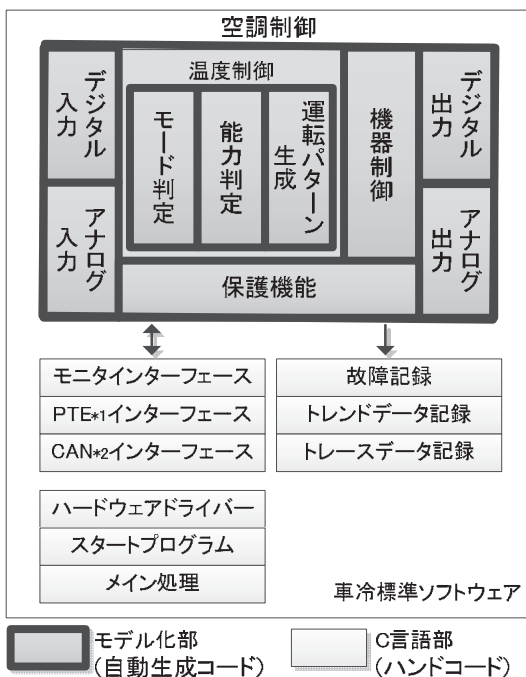 空調制御
デジタル
入力
アナログ
入力
温度制御
モード判定
能力判定
運転パターン
生成
機器制御
保護機能
デジタル
出力
アナログ
出力
モニタインターフェース
PTE*1インターフェース
CAN*2インターフェース
故障記録
トレンドデータ記録
トレースデータ記録
ハードウェアドライバー
スタートプログラム
メイン処理
車冷標準ソフトウェア
モデル化部
(自動生成コード)
C言語部
(ハンドコード)